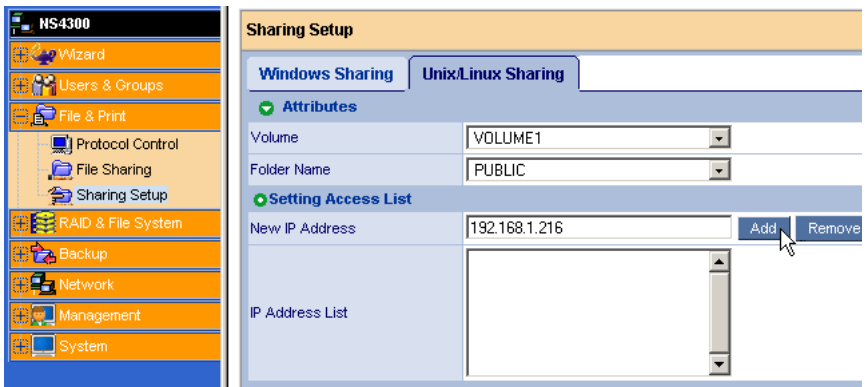 NS4300
Wizard
Users & Groups
File & Print
Protocol Control
File Sharing
Sharing Setup
RAID & File System
Backup
Network
Management
System
Sharing Setup
Windows Sharing
Unix/Linux Sharing
Attributes
Volume
VOLUME1
Folder Name
PUBLIC
Setting Access List
New IP Address
192.168.1.216
Add
Remove
IP Address List